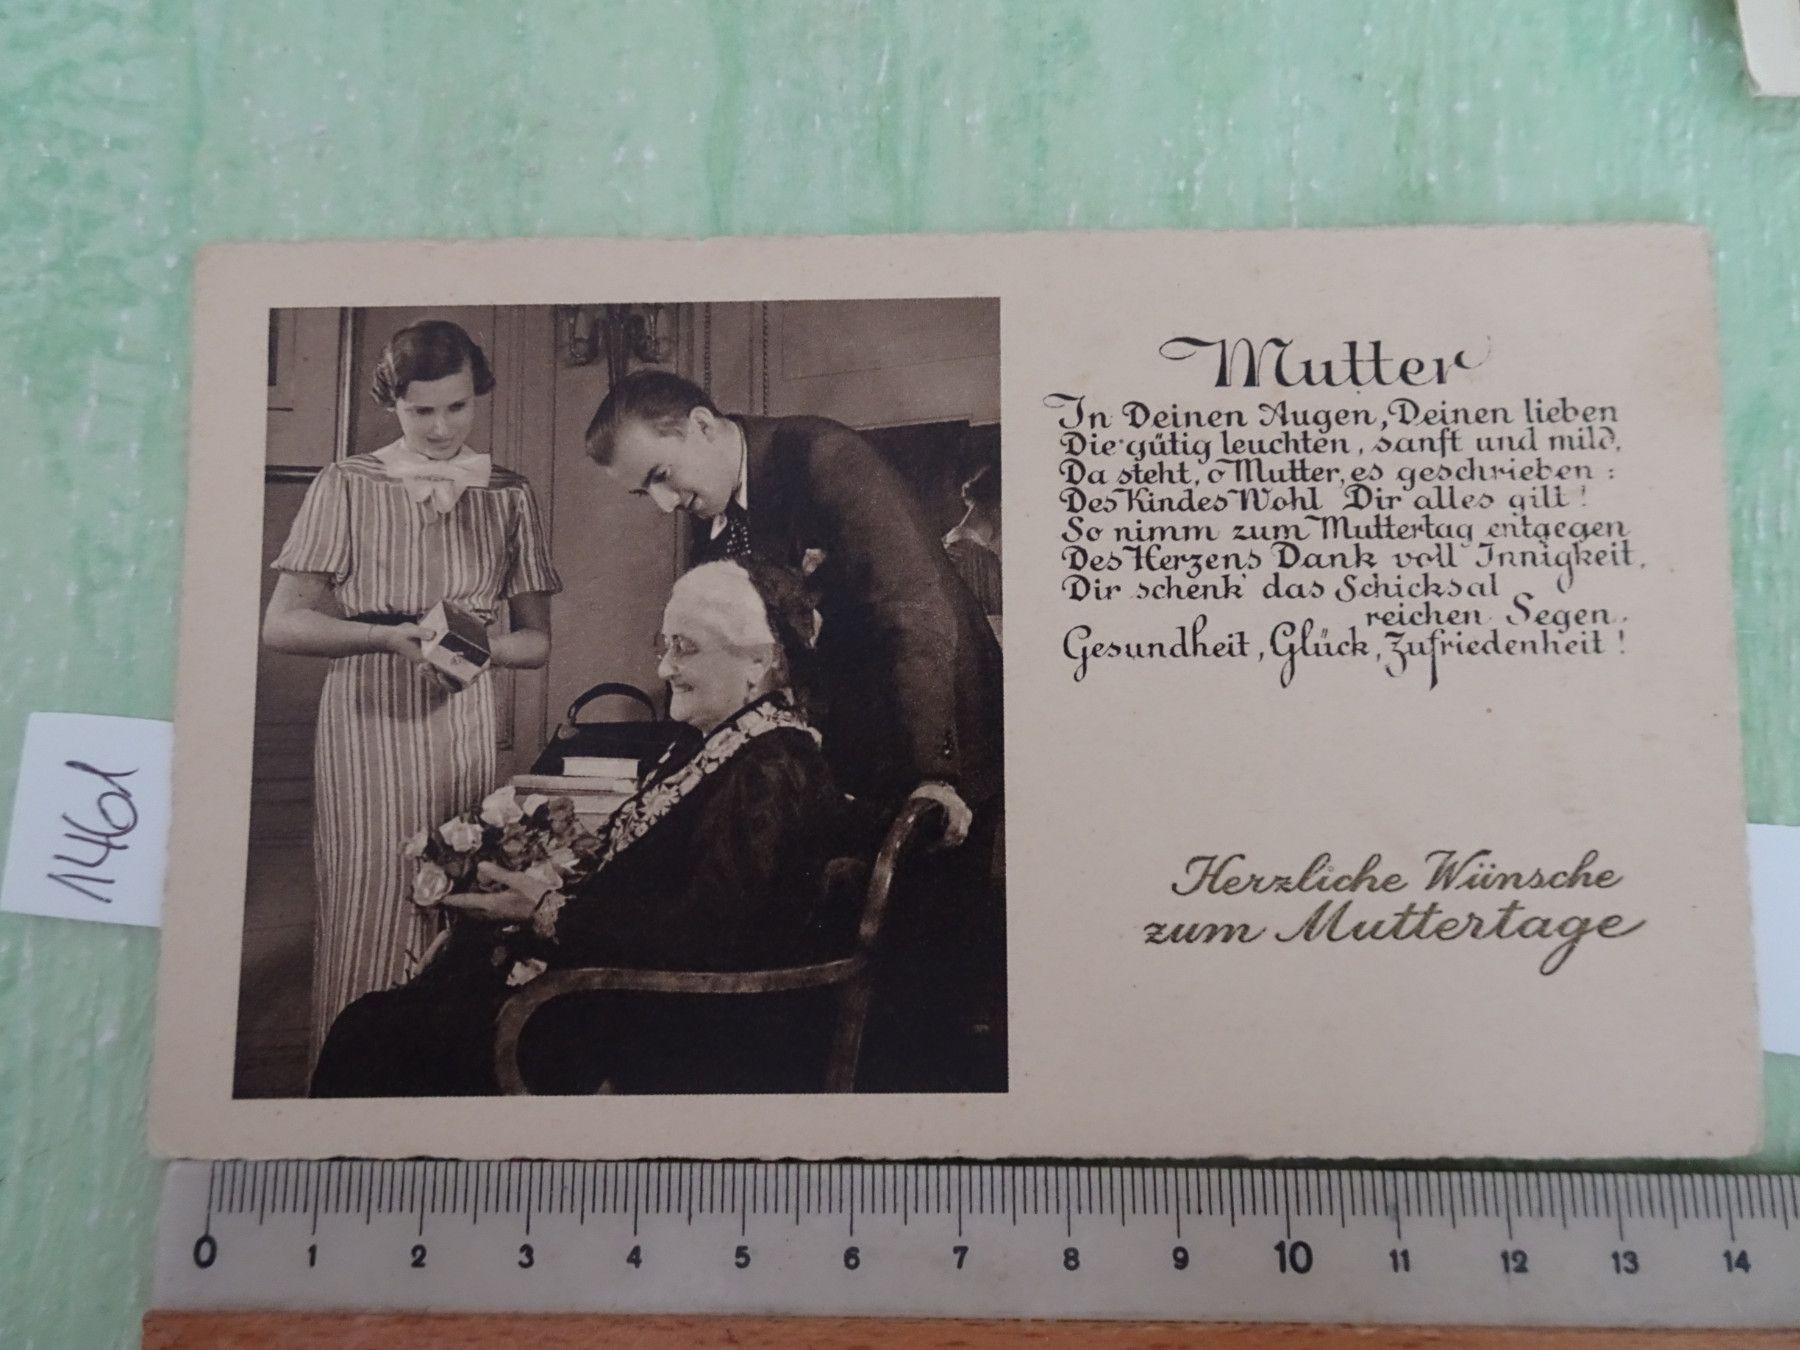 Mutter
In Deinen Augen, Deinen lieben
Die gütig leuchten, sanft und mild,
Da steht, o Mutter, es geschrieben:
Des Kindes Wohl Dir alles gilt!
So nimm zum Muttertag entgegen
Des Herzens Dank voll Innigkeit,
Dir schenk' das Schicksal
reichen Segen,
Gesundheit, Glück, Zufriedenheit!
Herzliche Wünsche
zum Muttertage
1461
0 1 2 3 4 5 6 7 8 9 10 11 12 13 14